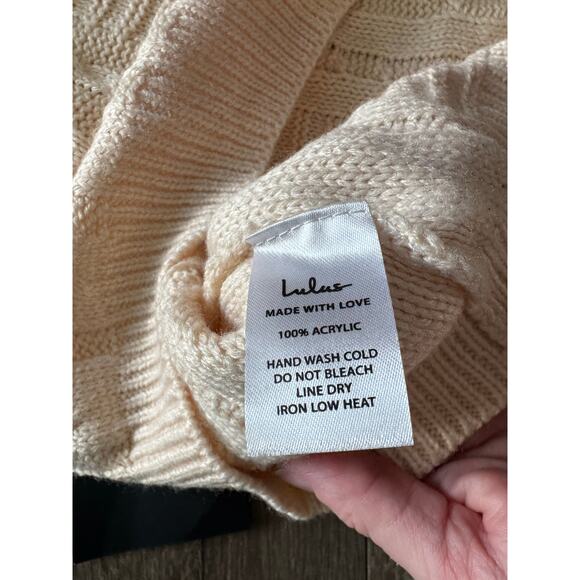 Lulus
MADE WITH LOVE
100% ACRYLIC
HAND WASH COLD
DO NOT BLEACH
LINE DRY
IRON LOW HEAT